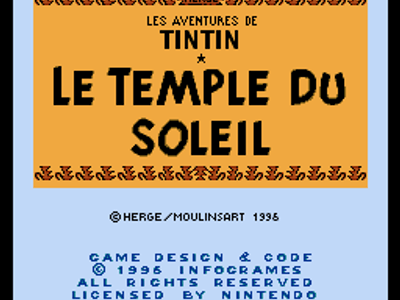 LES AVENTURES DE
TINTIN
*
LE TEMPLE DU
SOLEIL
©HERGE/MOULINSART 1996
GAME DESIGN & CODE
© 1996 INFOGRAMES
ALL RIGHTS RESERVED
LICENSED BY NINTENDO